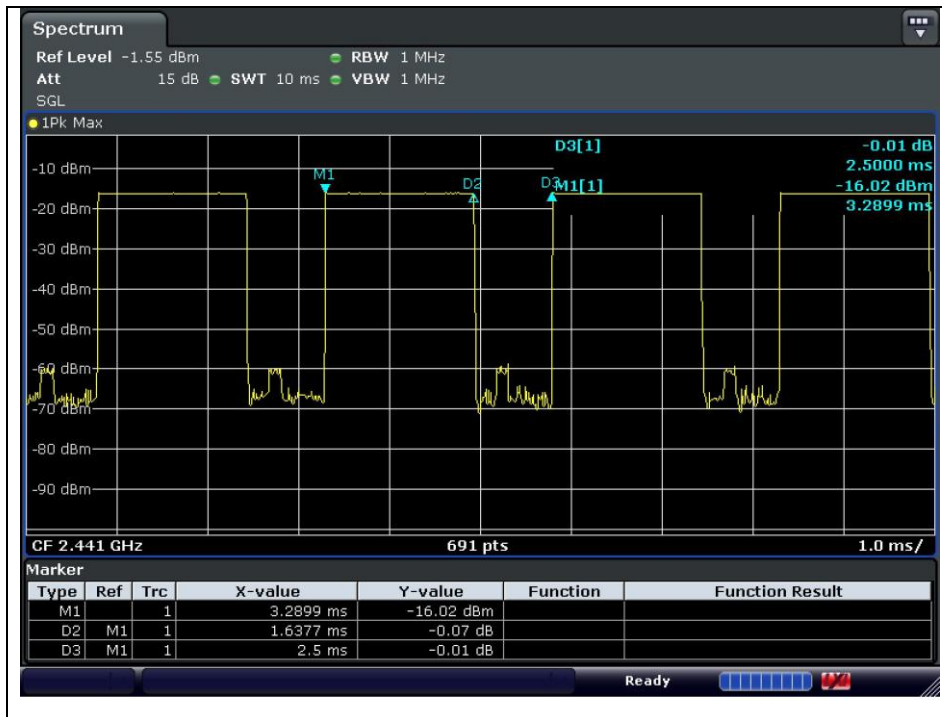 Spectrum
Ref Level -1.55 dBm RBW 1 MHz
Att 15 dB SWT 10 ms VBW 1 MHz
SGL
1Pk Max
D3[1] -0.01 dB
2.5000 ms
M1[1] -16.02 dBm
3.2899 ms
M1
D2
D3
-10 dBm
-20 dBm
-30 dBm
-40 dBm
-50 dBm
-60 dBm
-70 dBm
-80 dBm
-90 dBm
CF 2.441 GHz 691 pts 1.0 ms/
Marker
Type Ref Trc X-value Y-value Function Function Result
M1 1 3.2899 ms -16.02 dBm
D2 M1 1 1.6377 ms -0.07 dB
D3 M1 1 2.5 ms -0.01 dB
Ready